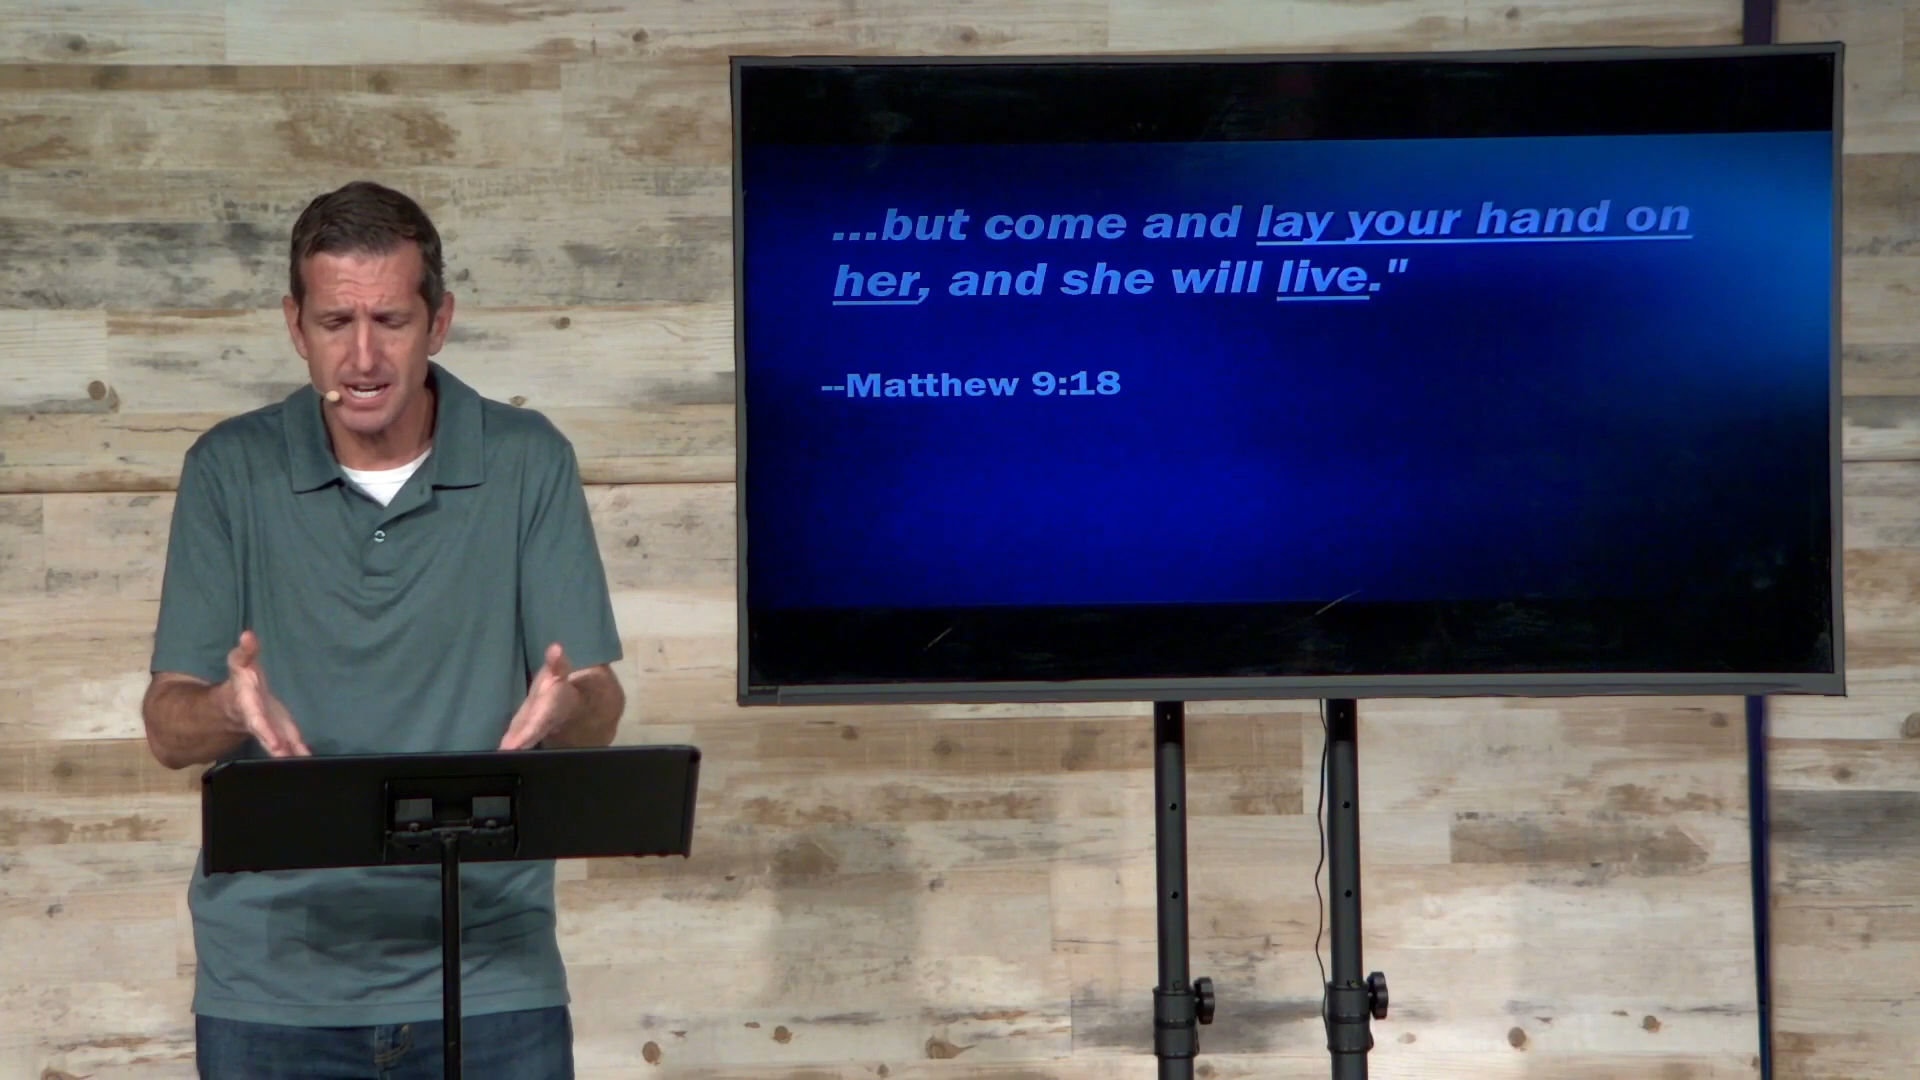 ...but come and lay your hand on
her, and she will live."
--Matthew 9:18